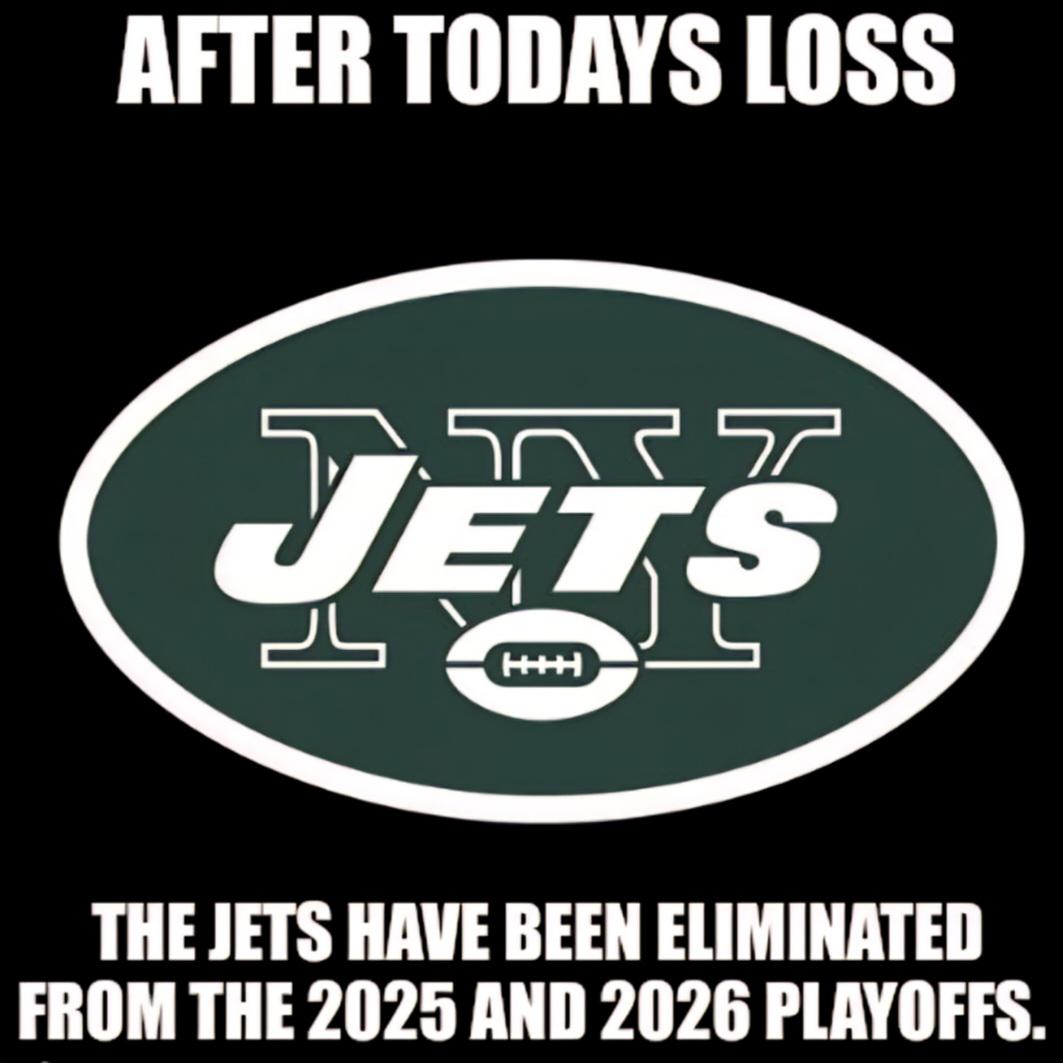 AFTER TODAYS LOSS
NY
JETS
THE JETS HAVE BEEN ELIMINATED
FROM THE 2025 AND 2026 PLAYOFFS.